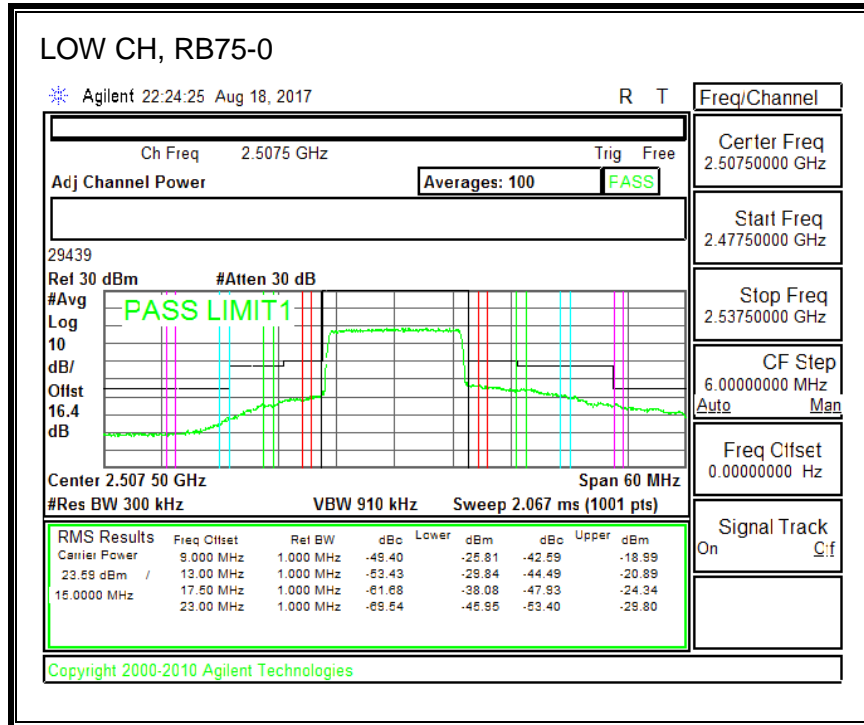 LOW CH, RB75-0
Agilent 22:24:25 Aug 18, 2017 R T
Ch Freq 2.5075 GHz Trig Free
Adj Channel Power Averages: 100 PASS
29439
Ref 30 dBm #Atten 30 dB
#Avg
Log
10
dB/
Offst
16.4
dB
PASS LIMIT1
Center 2.507 50 GHz Span 60 MHz
#Res BW 300 kHz VBW 910 kHz Sweep 2.067 ms (1001 pts)
RMS Results Freq Offset Ref BW dBc Lower dBm dBc Upper dBm
Carrier Power 9.000 MHz 1.000 MHz -49.40 -25.81 -42.59 -18.99
23.59 dBm / 13.00 MHz 1.000 MHz -53.43 -29.84 -44.49 -20.89
15.0000 MHz 17.50 MHz 1.000 MHz -61.68 -38.08 -47.93 -24.34
23.00 MHz 1.000 MHz -69.54 -45.95 -53.40 -29.80
Copyright 2000-2010 Agilent Technologies
Freq/Channel
Center Freq
2.50750000 GHz
Start Freq
2.47750000 GHz
Stop Freq
2.53750000 GHz
CF Step
6.00000000 MHz
Auto Man
Freq Offset
0.00000000 Hz
Signal Track
On Off